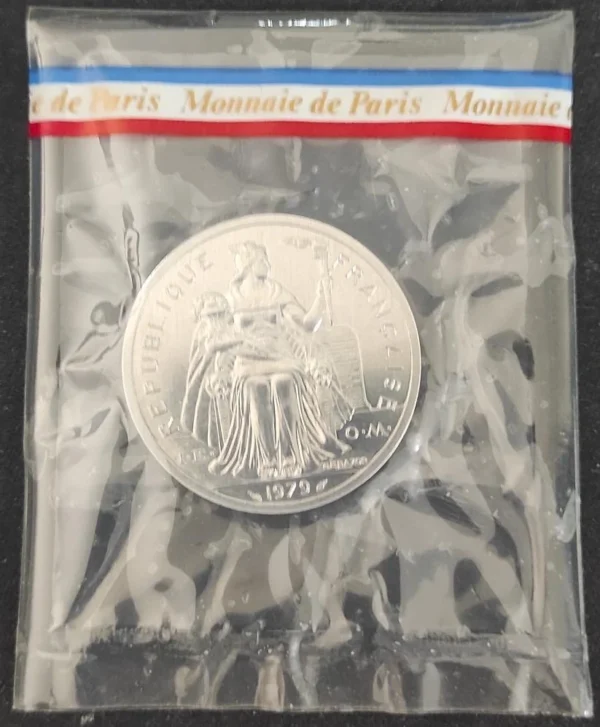 e de Paris Monnaie de Paris Monnaie
REPUBLIQUE FRANÇAISE
I.E. O.M.
1979